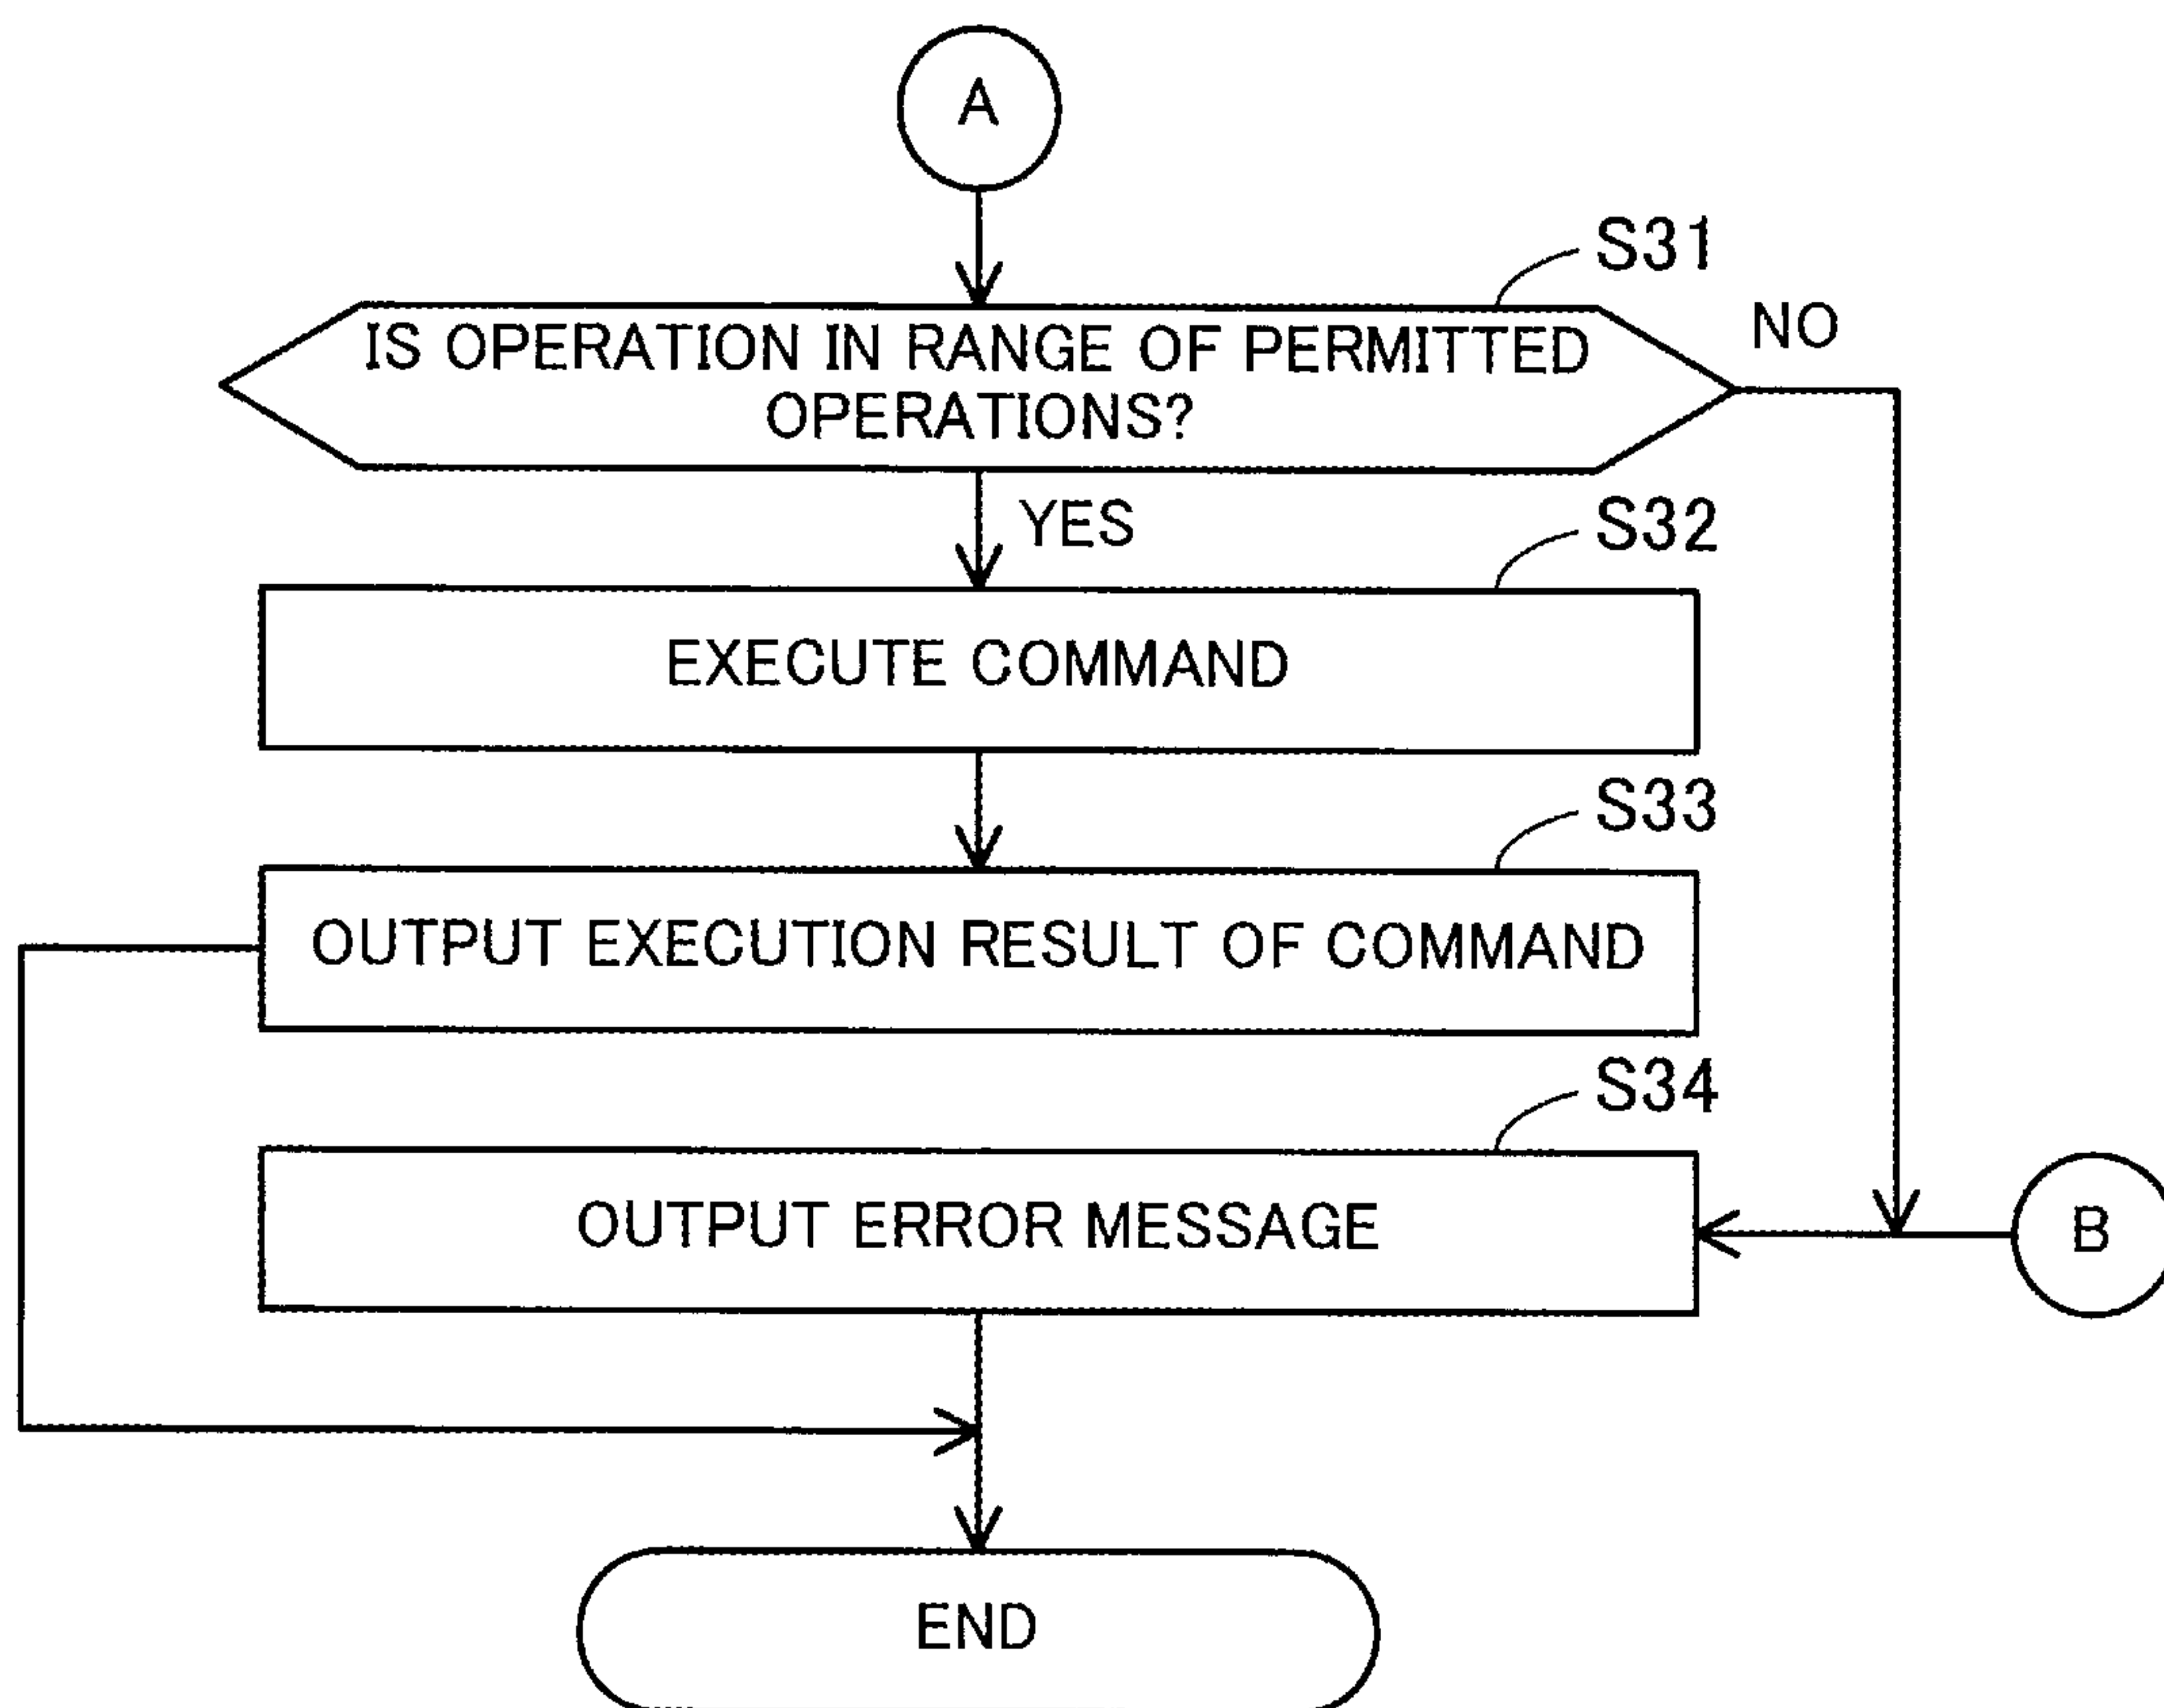 A
S31
IS OPERATION IN RANGE OF PERMITTED
OPERATIONS?
NO
YES
S32
EXECUTE COMMAND
S33
OUTPUT EXECUTION RESULT OF COMMAND
S34
OUTPUT ERROR MESSAGE
B
END